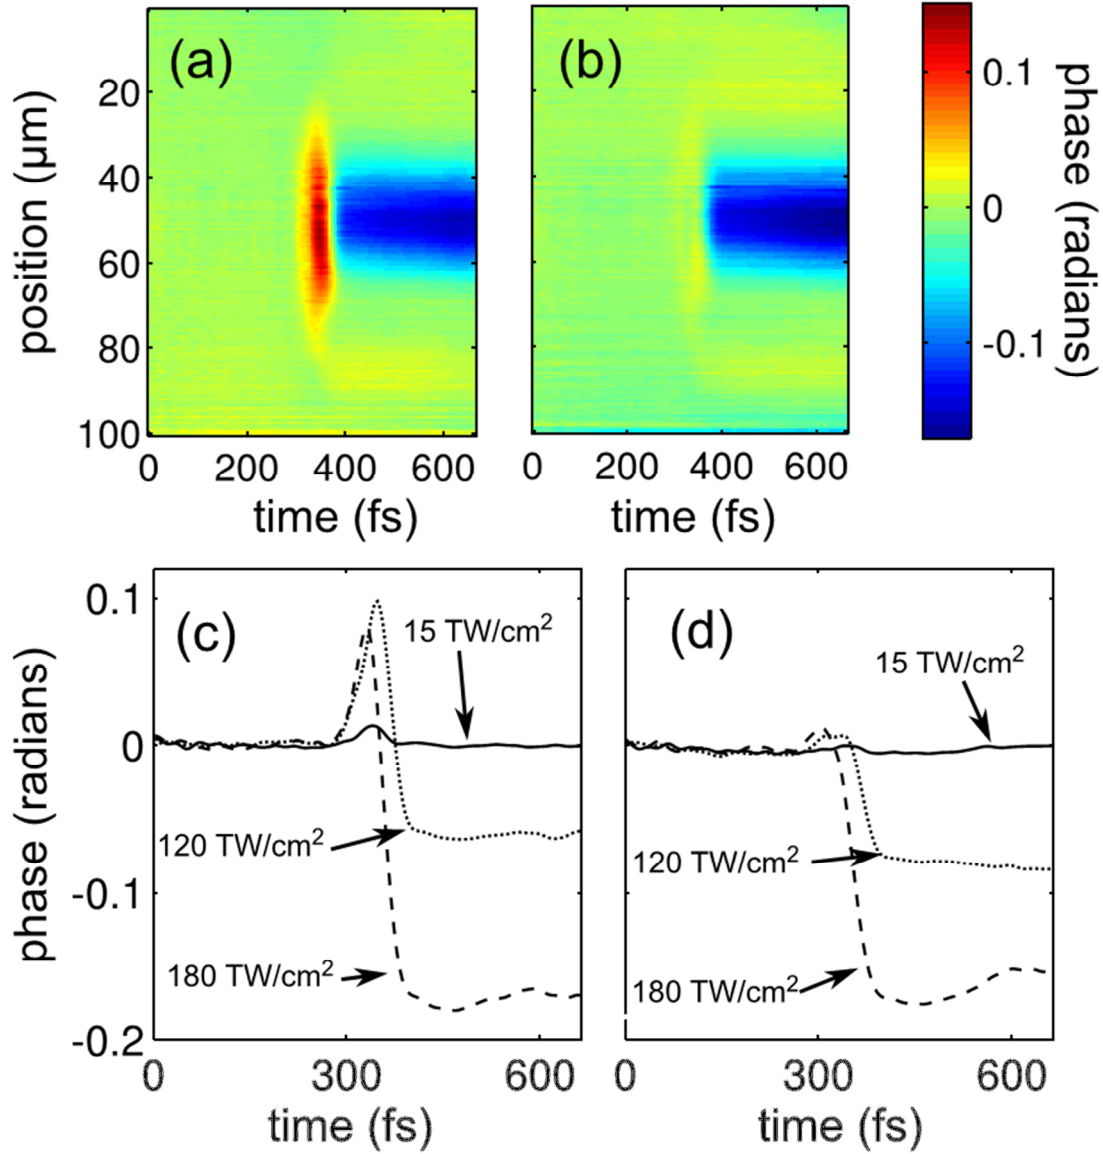 (a)
(b)
20
40
60
80
100
position (μm)
0
200
400
600
time (fs)
0
200
400
600
time (fs)
0.1
0
-0.1
phase (radians)
(c)
0.1
0
-0.1
-0.2
phase (radians)
15 TW/cm²
120 TW/cm²
180 TW/cm²
0
300
600
time (fs)
(d)
15 TW/cm²
120 TW/cm²
180 TW/cm²
0
300
600
time (fs)